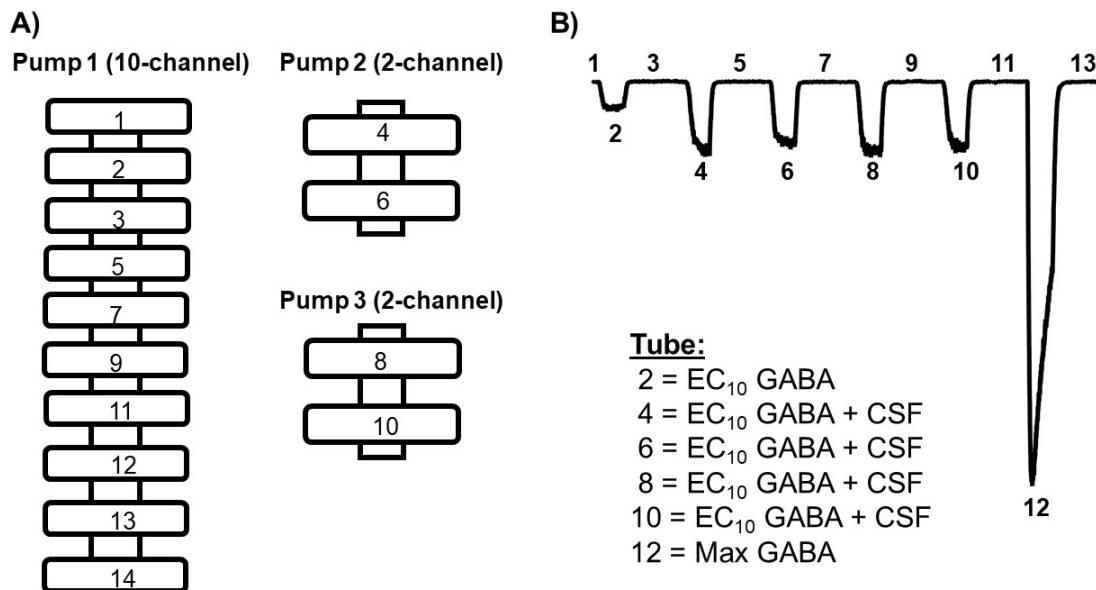 A)
Pump 1 (10-channel)
1
2
3
5
7
9
11
12
13
14
Pump 2 (2-channel)
4
6
Pump 3 (2-channel)
8
10
B)
1 3 5 7 9 11 13
2 4 6 8 10
12
Tube:
2 = EC₁₀ GABA
4 = EC₁₀ GABA + CSF
6 = EC₁₀ GABA + CSF
8 = EC₁₀ GABA + CSF
10 = EC₁₀ GABA + CSF
12 = Max GABA